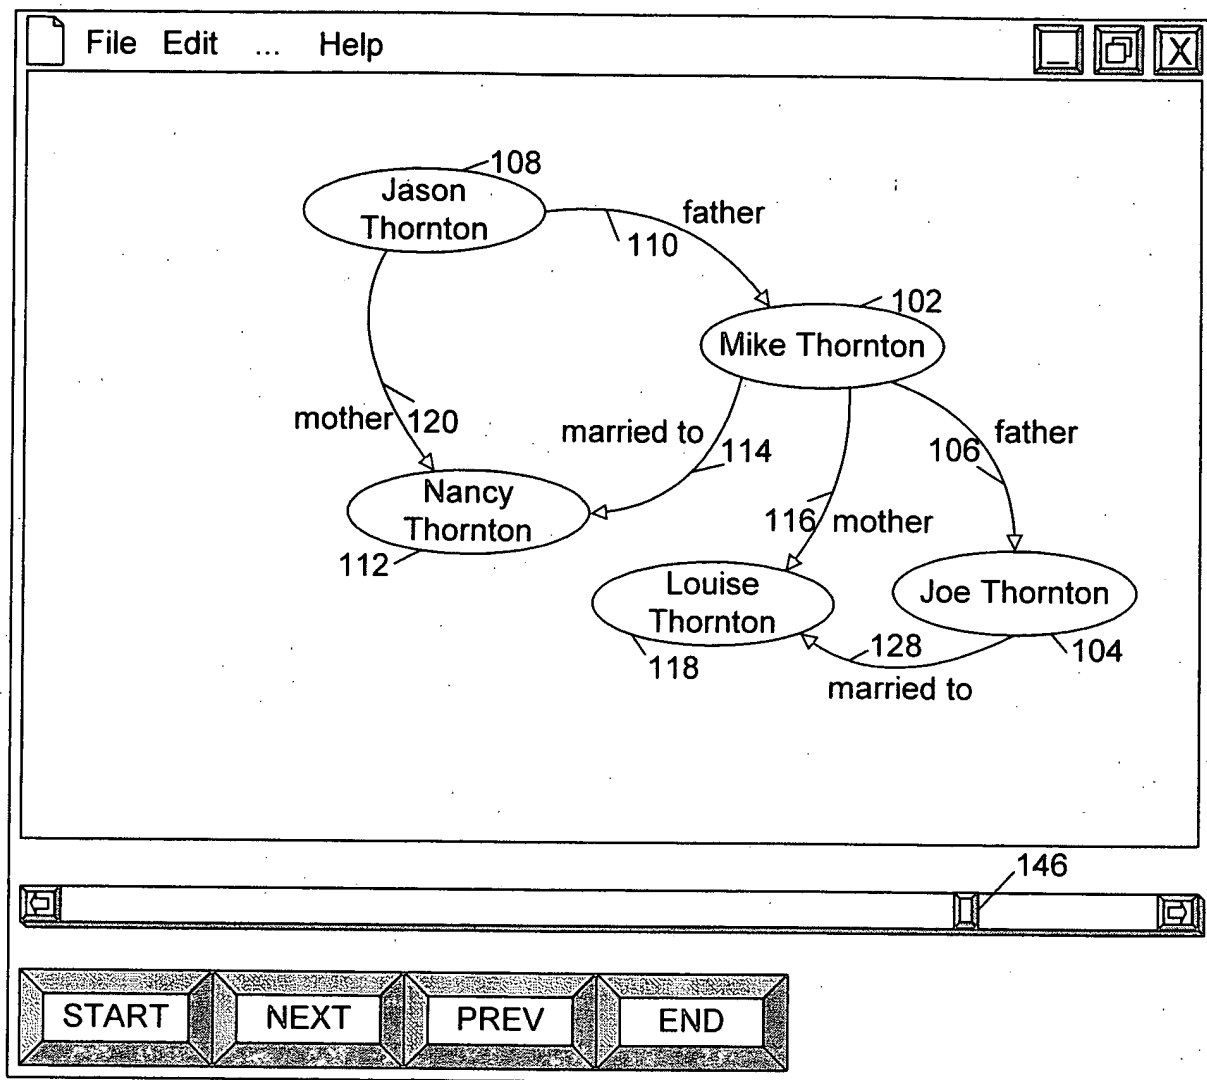 File Edit ... Help
X
108
Jason
Thornton
father
110
102
Mike Thornton
mother 120
married to
114
father
106
Nancy
Thornton
112
116 mother
Louise
Thornton
118
Joe Thornton
104
128
married to
146
START NEXT PREV END